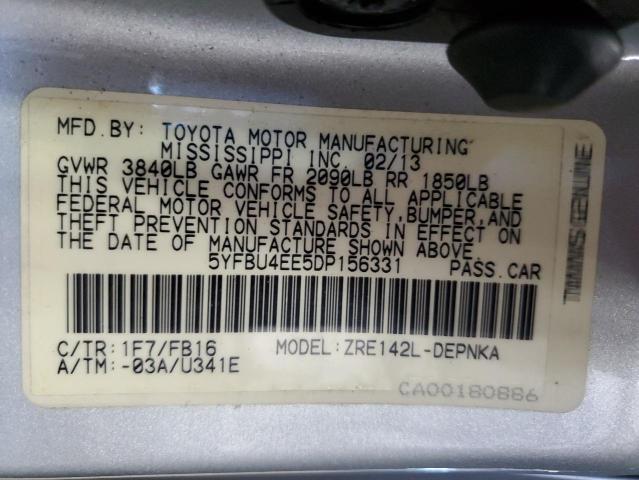 MFD.BY: TOYOTA MOTOR MANUFACTURING
MISSISSIPPI INC. 02/13
GVWR 3840LB GAWR FR 2090LB RR 1850LB
THIS VEHICLE CONFORMS TO ALL APPLICABLE
FEDERAL MOTOR VEHICLE SAFETY,BUMPER,AND
THEFT PREVENTION STANDARDS IN EFFECT ON
THE DATE OF MANUFACTURE SHOWN ABOVE.
5YFBU4EE5DP156331 PASS.CAR
C/TR:1F7/FB16 MODEL:ZRE142L-DEPNKA
A/TM:-03A/U341E
CA00180886
TMMMS GENUINE